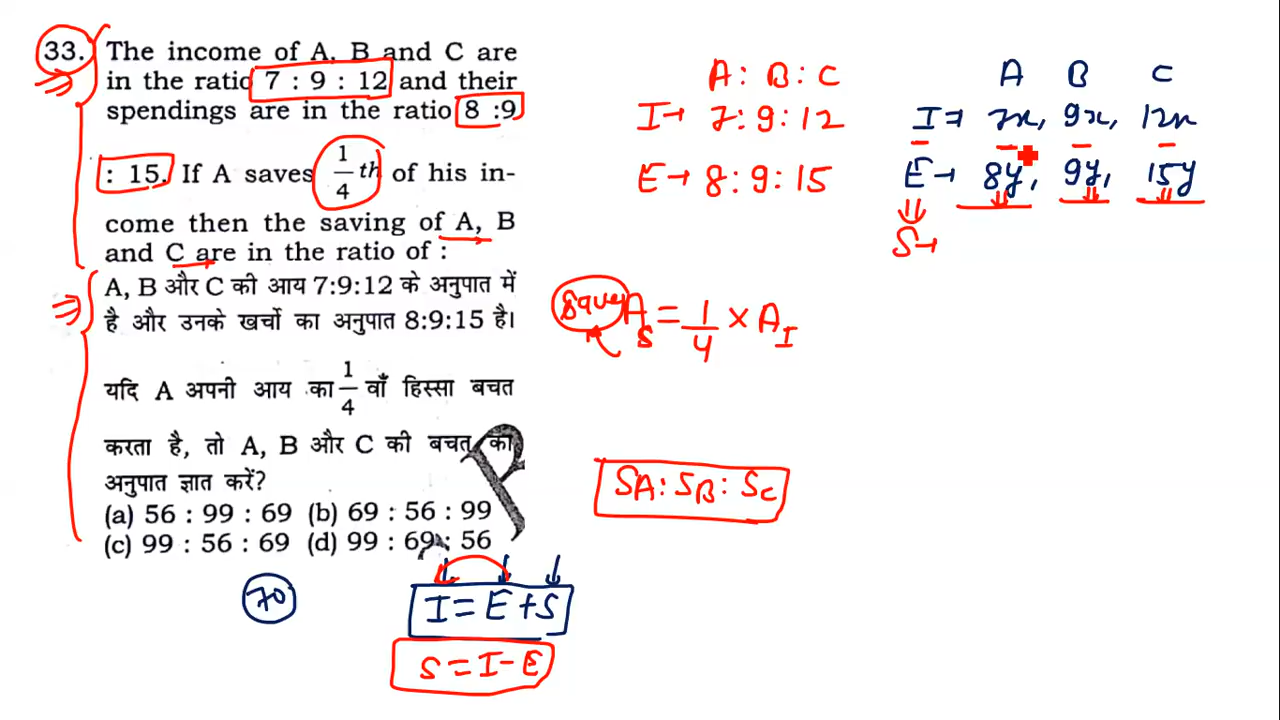 33. The income of A, B and C are
in the ratio 7 : 9 : 12 and their
spendings are in the ratio 8 :9
: 15. If A saves 1/4 th of his in-
come then the saving of A, B
and C are in the ratio of :
A, B और C की आय 7:9:12 के अनुपात में
है और उनके खर्चो का अनुपात 8:9:15 है।
यदि A अपनी आय का 1/4 वाँ हिस्सा बचत
करता है, तो A, B और C की बचत का
अनुपात ज्ञात करें?
(a) 56 : 99 : 69 (b) 69 : 56 : 99
(c) 99 : 56 : 69 (d) 99 : 69 : 56
70
I = E + S
S = I - E
A : B : C
I → 7 : 9 : 12
E → 8 : 9 : 15
Save A_S = 1/4 × A_I
S_A : S_B : S_C
A B C
I ⇒ 7x, 9x, 12x
E → 8y, 9y, 15y
S →